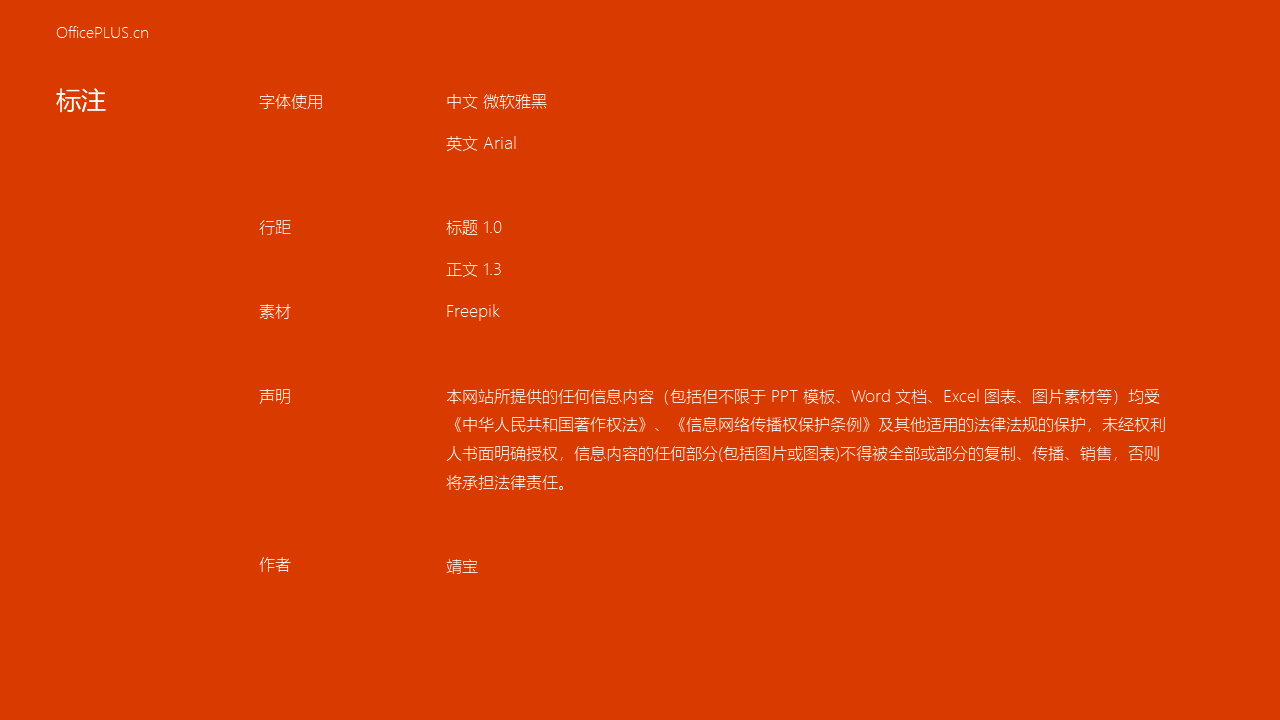 OfficePLUS.cn
标注
字体使用
中文 微软雅黑
英文 Arial
行距
标题 1.0
正文 1.3
素材
Freepik
声明
本网站所提供的任何信息内容（包括但不限于 PPT 模板、Word 文档、Excel 图表、图片素材等）均受
《中华人民共和国著作权法》、《信息网络传播权保护条例》及其他适用的法律法规的保护，未经权利
人书面明确授权，信息内容的任何部分(包括图片或图表)不得被全部或部分的复制、传播、销售，否则
将承担法律责任。
作者
靖宝